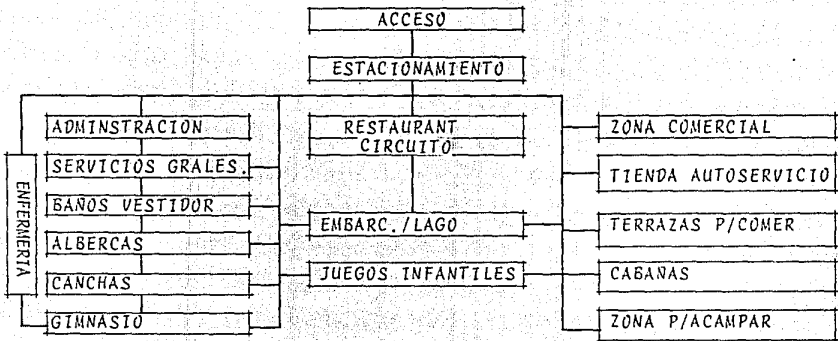 ACCESO
ESTACIONAMIENTO
ADMINSTRACION
SERVICIOS GRALES.
BAÑOS VESTIDOR
ALBERCAS
CANCHAS
GIMNASIO
ENFERMERIA
RESTAURANT
CIRCUITO
EMBARC./LAGO
JUEGOS INFANTILES
ZONA COMERCIAL
TIENDA AUTOSERVICIO
TERRAZAS P/COMER
CABAÑAS
ZONA P/ACAMPAR